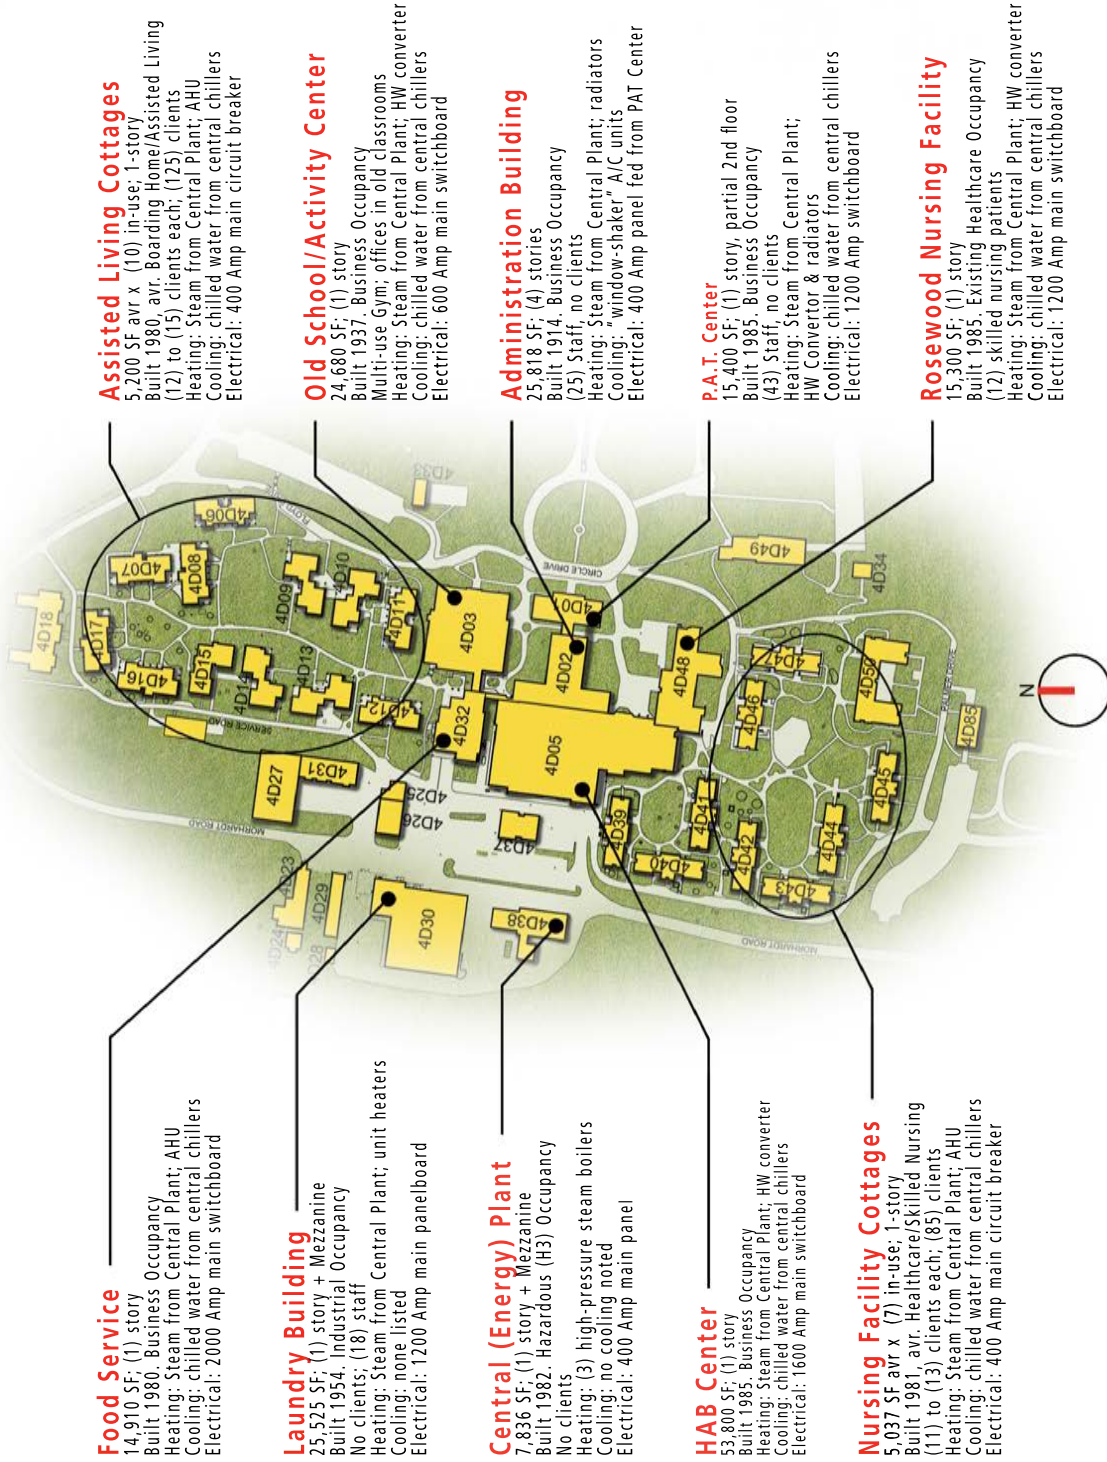 Assisted Living Cottages
5,200 SF avr x (10) in-use; 1-story
Built 1980, avr. Boarding Home/Assisted Living
(12) to (15) clients each; (125) clients
Heating: Steam from Central Plant; AHU
Cooling: chilled water from central chillers
Electrical: 400 Amp main circuit breaker
Old School/Activity Center
24,680 SF; (1) story
Built 1937. Business Occupancy
Multi-use Gym; offices in old classrooms
Heating: Steam from Central Plant; HW converter
Cooling: chilled water from central chillers
Electrical: 600 Amp main switchboard
Administration Building
25,818 SF; (4) stories
Built 1914. Business Occupancy
(25) Staff, no clients
Heating: Steam from Central Plant; radiators
Cooling: "window-shaker" A/C units
Electrical: 400 Amp panel fed from PAT Center
P.A.T. Center
15,400 SF; (1) story, partial 2nd floor
Built 1985. Business Occupancy
(43) Staff, no clients
Heating: Steam from Central Plant;
HW Convertor & radiators
Cooling: chilled water from central chillers
Electrical: 1200 Amp switchboard
Rosewood Nursing Facility
15,300 SF; (1) story
Built 1985. Existing Healthcare Occupancy
(12) skilled nursing patients
Heating: Steam from Central Plant; HW converter
Cooling: chilled water from central chillers
Electrical: 1200 Amp main switchboard
4D18
4D17
4D16
4D07
4D08
4D06
4D15
4D14
4D13
4D09
4D10
4D11
4D12
4D33
4D03
4D32
4D27
4D31
4D25
4D26
4D05
4D02
4D01
4D37
4D48
4D49
4D34
4D39
4D40
4D41
4D42
4D43
4D44
4D45
4D46
4D47
4D50
4D85
4D23
4D24
4D29
4D28
4D30
4D38
SERVICE ROAD
MORHARDT ROAD
MORHARDT ROAD
CIRCLE DRIVE
N
Food Service
14,910 SF; (1) story
Built 1980. Business Occupancy
Heating: Steam from Central Plant; AHU
Cooling: chilled water from central chillers
Electrical: 2000 Amp main switchboard
Laundry Building
25,525 SF; (1) story + Mezzanine
Built 1954. Industrial Occupancy
No clients; (18) staff
Heating: Steam from Central Plant; unit heaters
Cooling: none listed
Electrical: 1200 Amp main panelboard
Central (Energy) Plant
7,836 SF; (1) story + Mezzanine
Built 1982. Hazardous (H3) Occupancy
No clients
Heating: (3) high-pressure steam boilers
Cooling: no cooling noted
Electrical: 400 Amp main panel
HAB Center
53,800 SF; (1) story
Built 1985. Business Occupancy
Heating: Steam from Central Plant; HW converter
Cooling: chilled water from central chillers
Electrical: 1600 Amp main switchboard
Nursing Facility Cottages
5,037 SF avr x (7) in-use; 1-story
Built 1981, avr. Healthcare/Skilled Nursing
(11) to (13) clients each; (85) clients
Heating: Steam from Central Plant; AHU
Cooling: chilled water from central chillers
Electrical: 400 Amp main circuit breaker